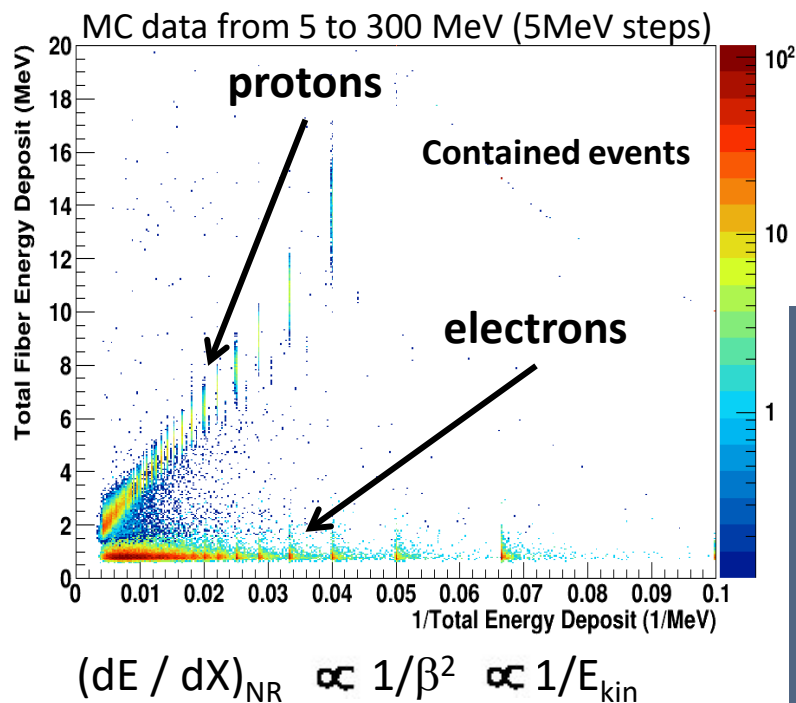 MC data from 5 to 300 MeV (5MeV steps)
Total Fiber Energy Deposit (MeV)
20
18
16
14
12
10
8
6
4
2
0
protons
Contained events
electrons
10²
10
1
0 0.01 0.02 0.03 0.04 0.05 0.06 0.07 0.08 0.09 0.1
1/Total Energy Deposit (1/MeV)
(dE / dX)NR ∝ 1/β² ∝ 1/Ekin